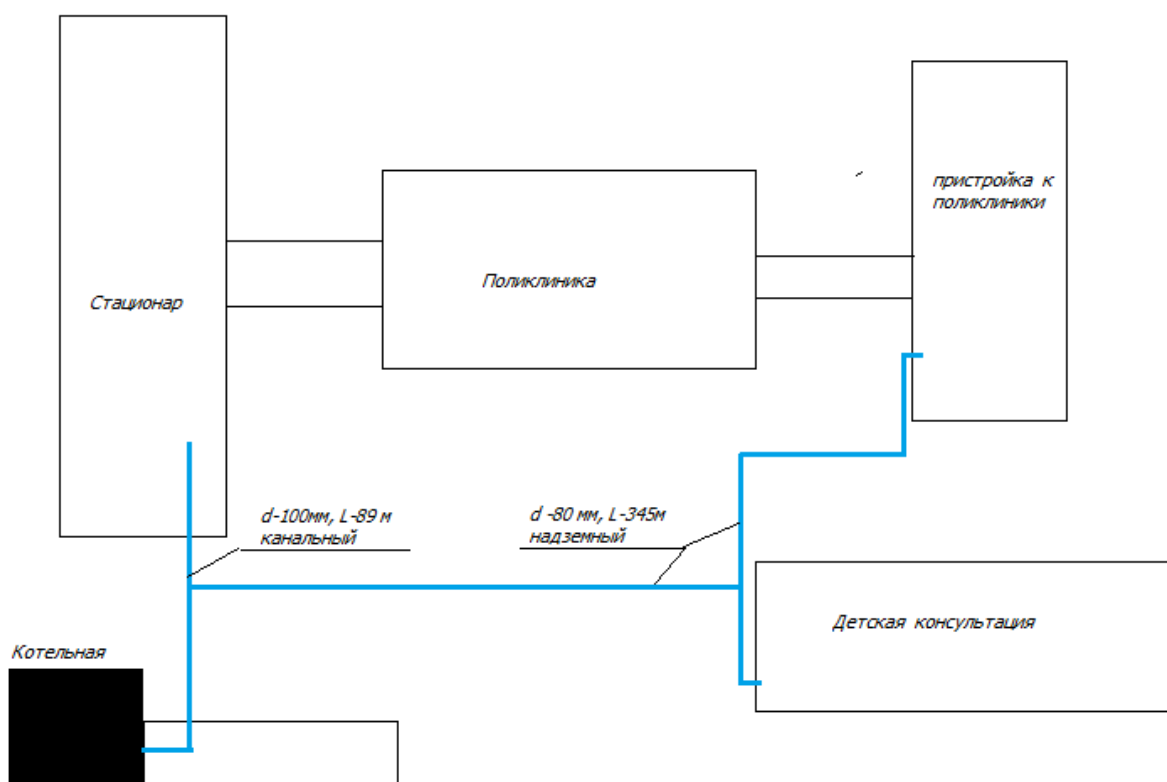 пристройка к
поликлиники
Поликлиника
Стационар
d-100мм, L-89 м
канальный
d -80 мм, L-345м
надземный
Детская консультация
Котельная